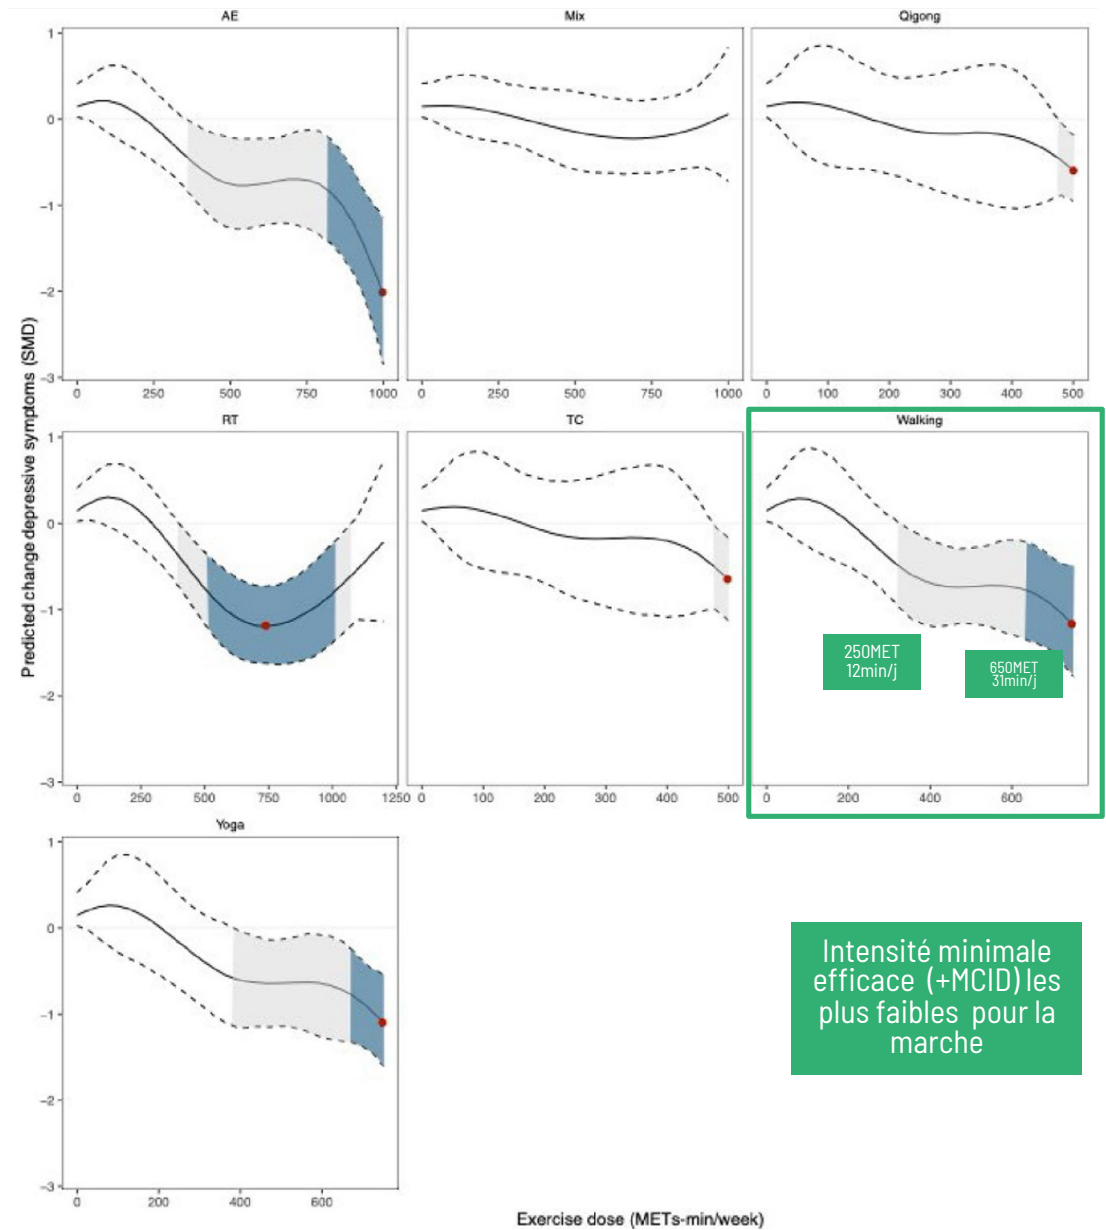 AE
Mix
Qigong
1
0
-1
-2
-3
0 250 500 750 1000
0 250 500 750 1000
0 100 200 300 400 500
RT
TC
Walking
1
0
-1
-2
-3
250MET
12min/j
650MET
31min/j
0 250 500 750 1000 1250
0 100 200 300 400 500
0 200 400 600
Yoga
1
0
-1
-2
-3
0 200 400 600
Predicted change depressive symptoms (SMD)
Intensité minimale
efficace (+MCID) les
plus faibles pour la
marche
Exercise dose (METs-min/week)